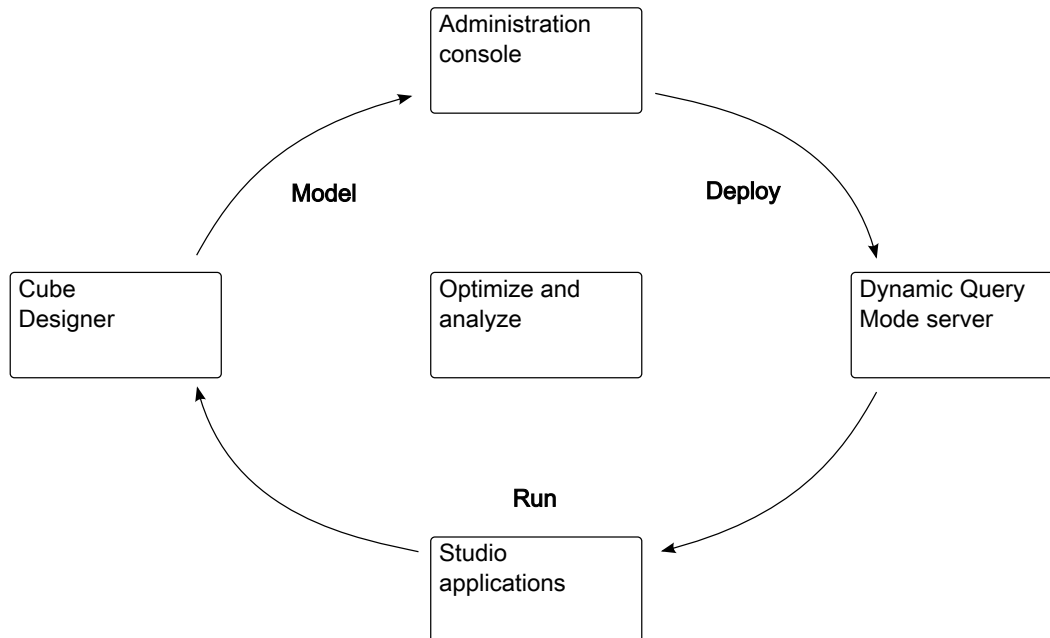 Administration
console
Model
Deploy
Cube
Designer
Optimize and
analyze
Dynamic Query
Mode server
Run
Studio
applications